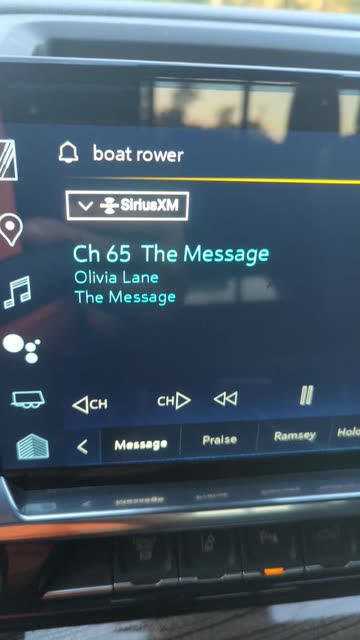 boat rower
SiriusXM
Ch 65 The Message
Olivia Lane
The Message
CH
CH
Message
Praise
Ramsey